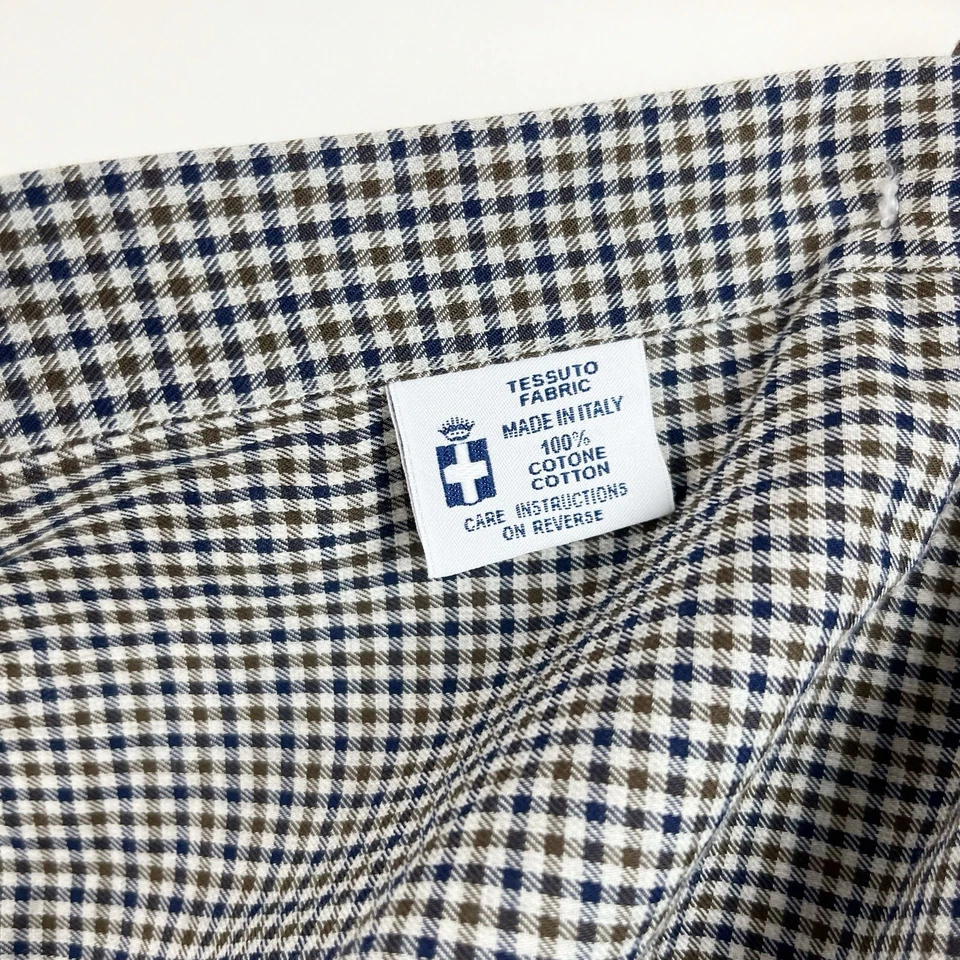 TESSUTO
FABRIC
MADE IN ITALY
100%
COTONE
COTTON
CARE INSTRUCTIONS
ON REVERSE